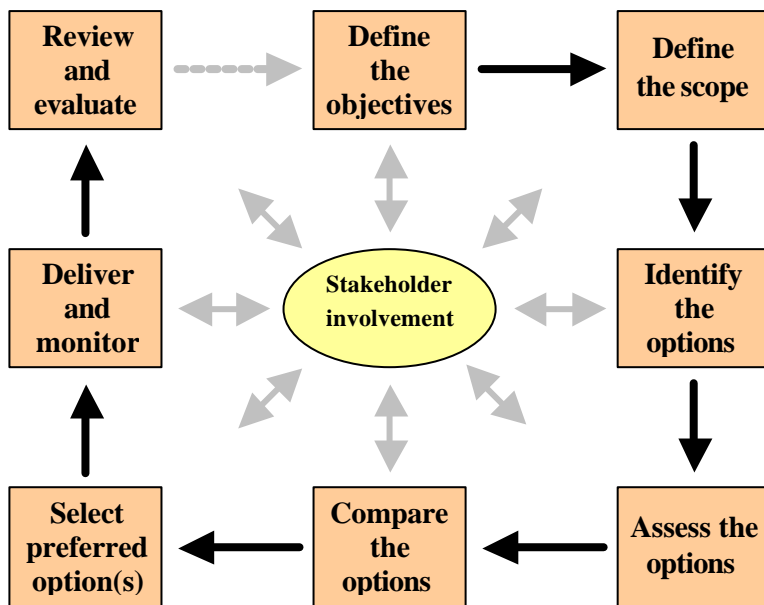 Review
and
evaluate
Define
the
objectives
Define
the scope
Deliver
and
monitor
Stakeholder
involvement
Identify
the
options
Select
preferred
option(s)
Compare
the
options
Assess the
options